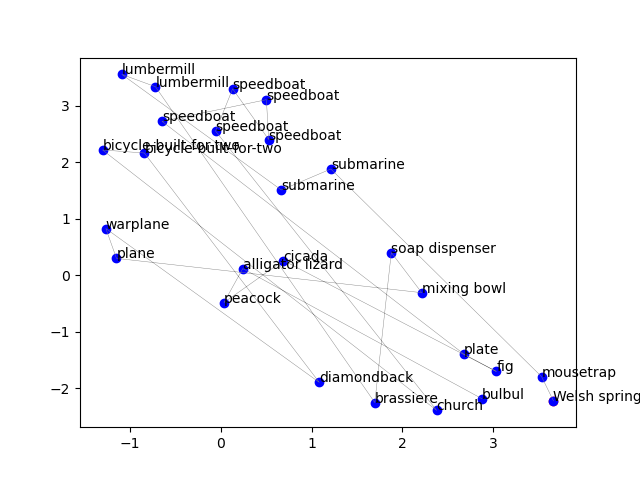 lumbermill
lumbermill
speedboat
speedboat
speedboat
speedboat
speedboat
bicycle-built-for-two
bicycle-built-for-two
submarine
submarine
warplane
plane
soap dispenser
cicada
alligator lizard
mixing bowl
peacock
plate
fig
mousetrap
diamondback
brassiere
church
bulbul
Welsh spring
3
2
1
0
−1
−2
−1
0
1
2
3